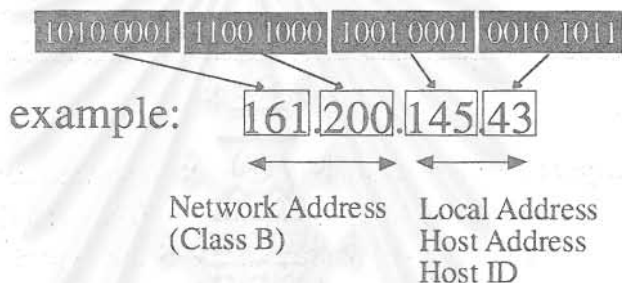 1010 0001 1100 1000 1001 0001 0010 1011
example: 161.200.145.43
Network Address
(Class B)
Local Address
Host Address
Host ID